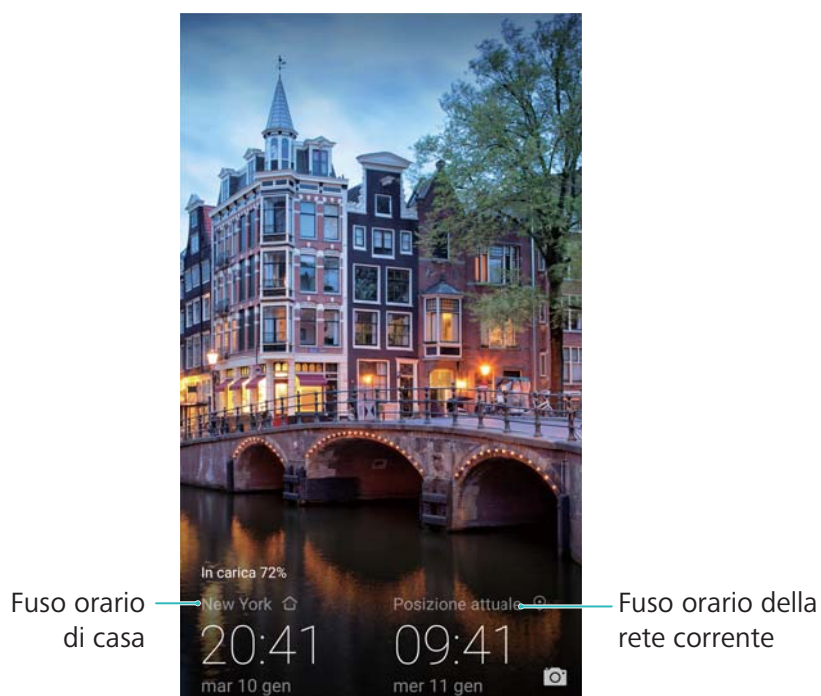 In carica 72%
Fuso orario
di casa
New York
Posizione attuale
Fuso orario della
rete corrente
20:41
09:41
mar 10 gen
mer 11 gen